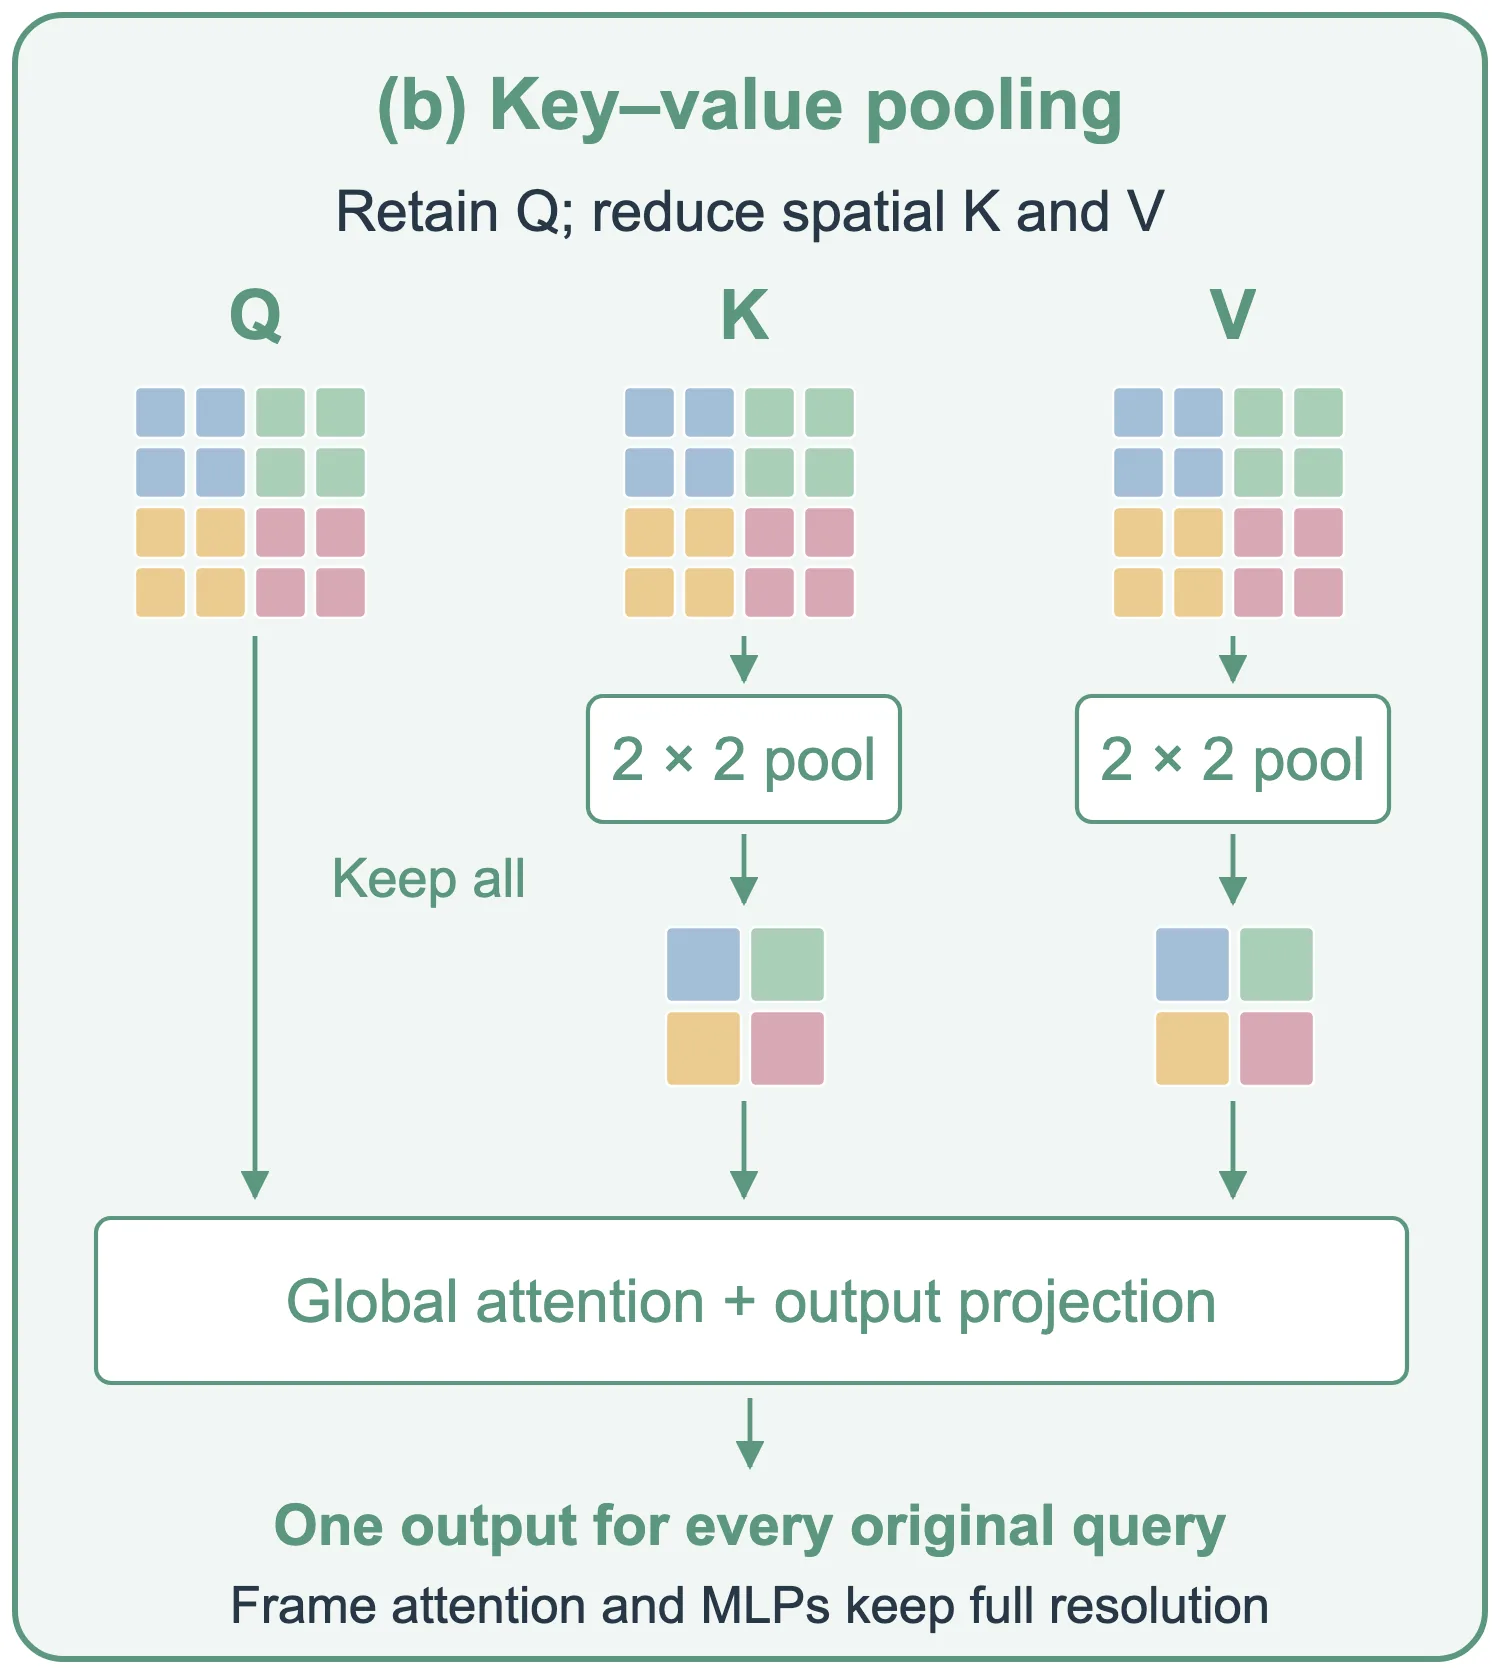 (b) Key–value pooling
Retain Q; reduce spatial K and V
Q
K
V
2 × 2 pool
2 × 2 pool
Keep all
Global attention + output projection
One output for every original query
Frame attention and MLPs keep full resolution